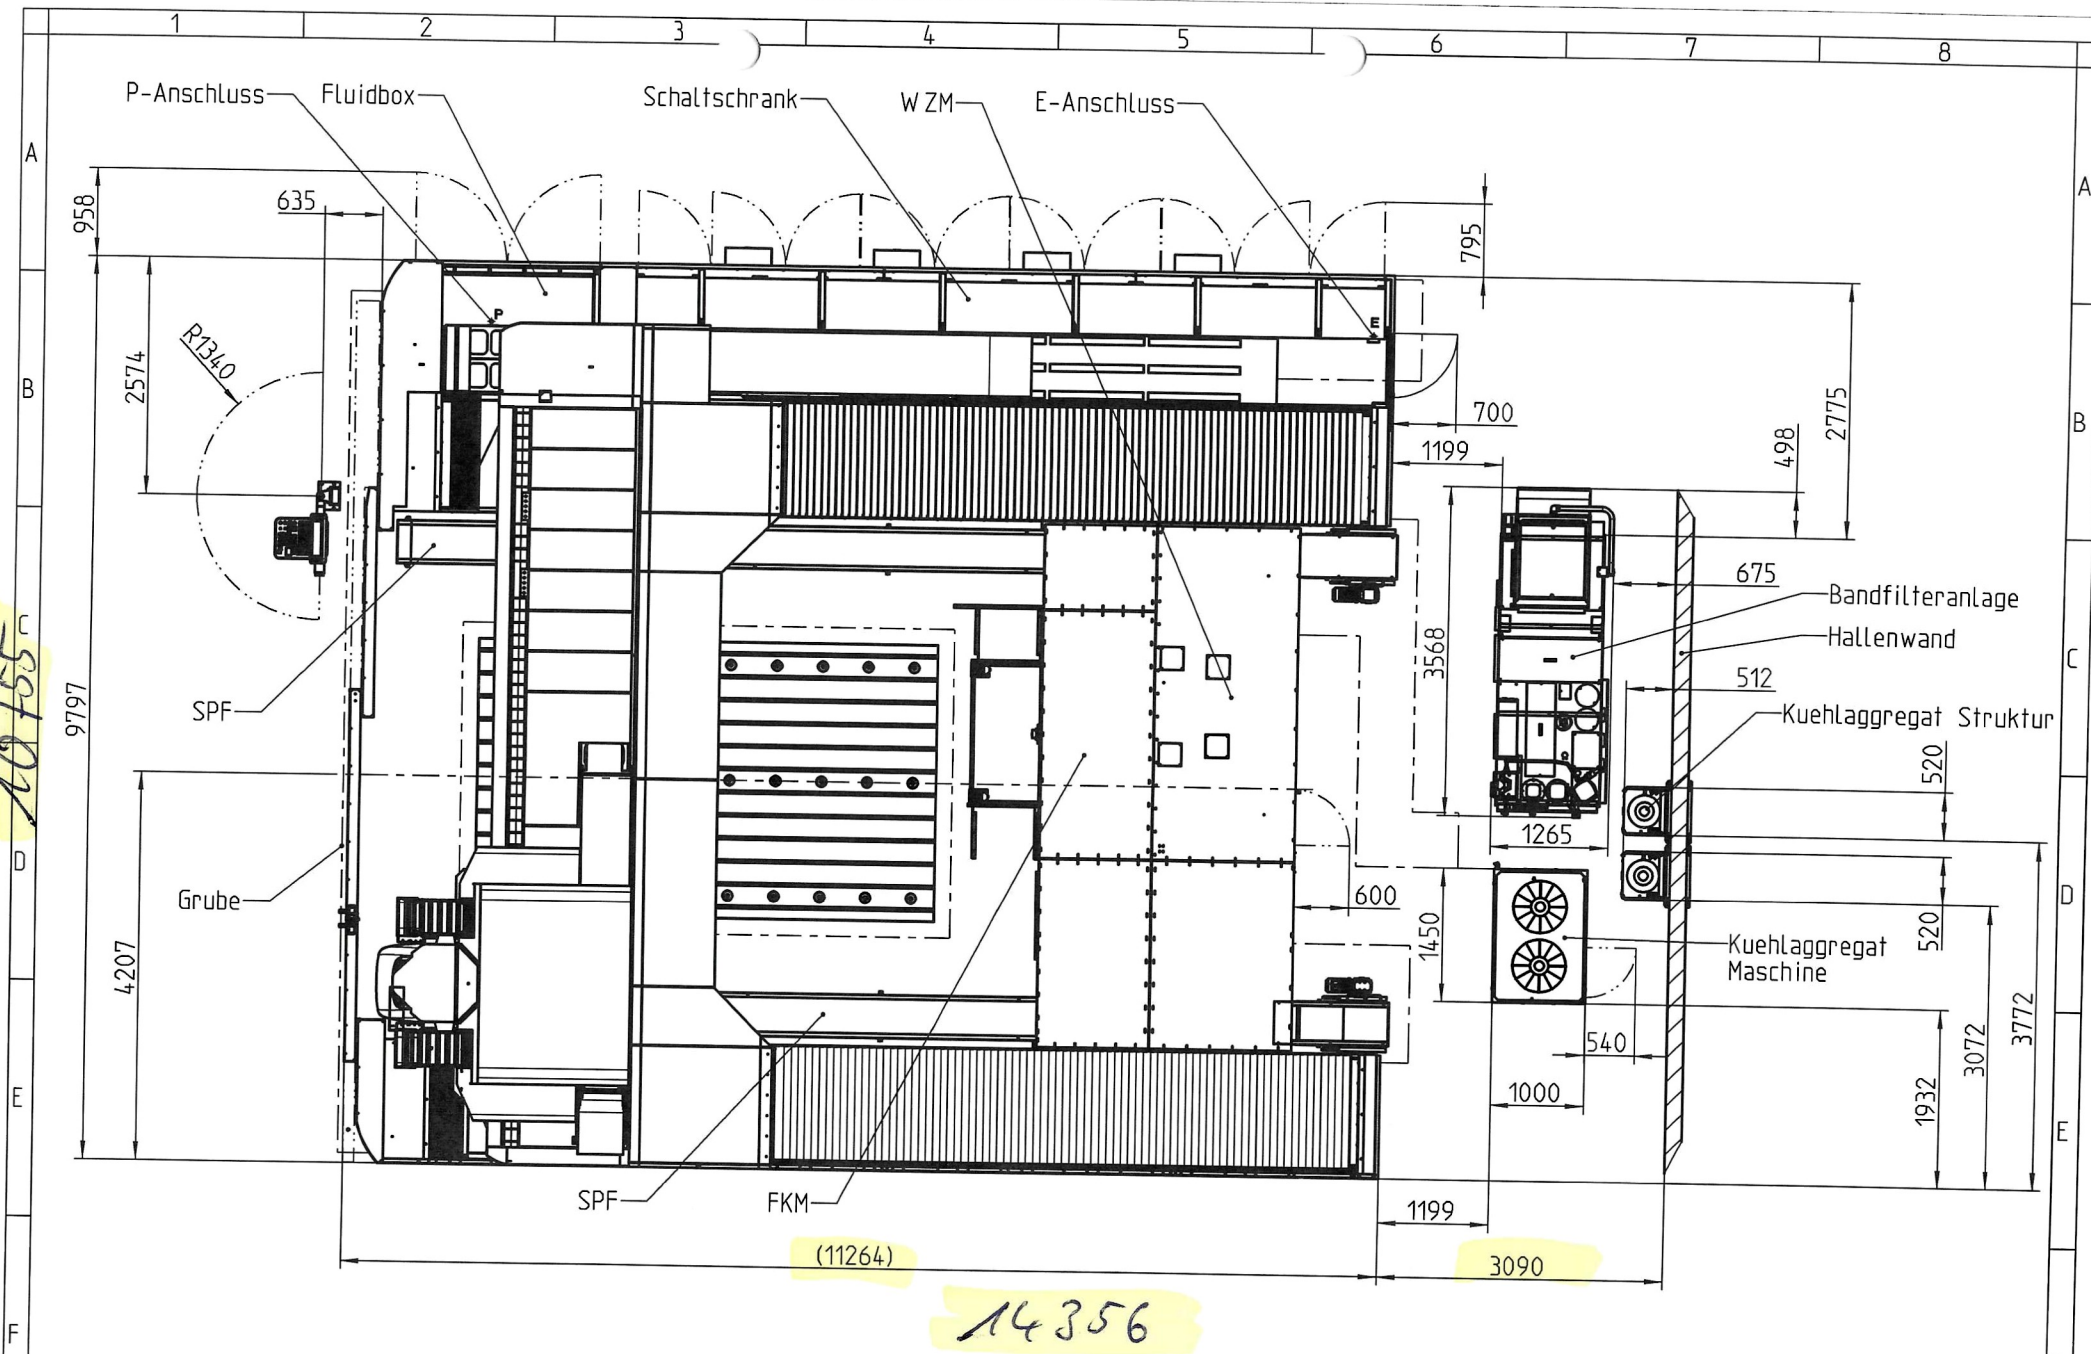 1 2 3 4 5 6 7 8
P-Anschluss Fluidbox Schaltschrank WZM E-Anschluss
A A
958 635 795
P E
B B
R1340 2574 2775
700
1199 498
C C
675
Bandfilteranlage
Hallenwand
3568
512
Kuehlaggregat Struktur
SPF
9797
520
1265
D D
Grube
600
1450
520
Kuehlaggregat
Maschine
4207
540
3072
3772
1932
1000
E E
SPF FKM
1199
(11264) 3090
14356
F